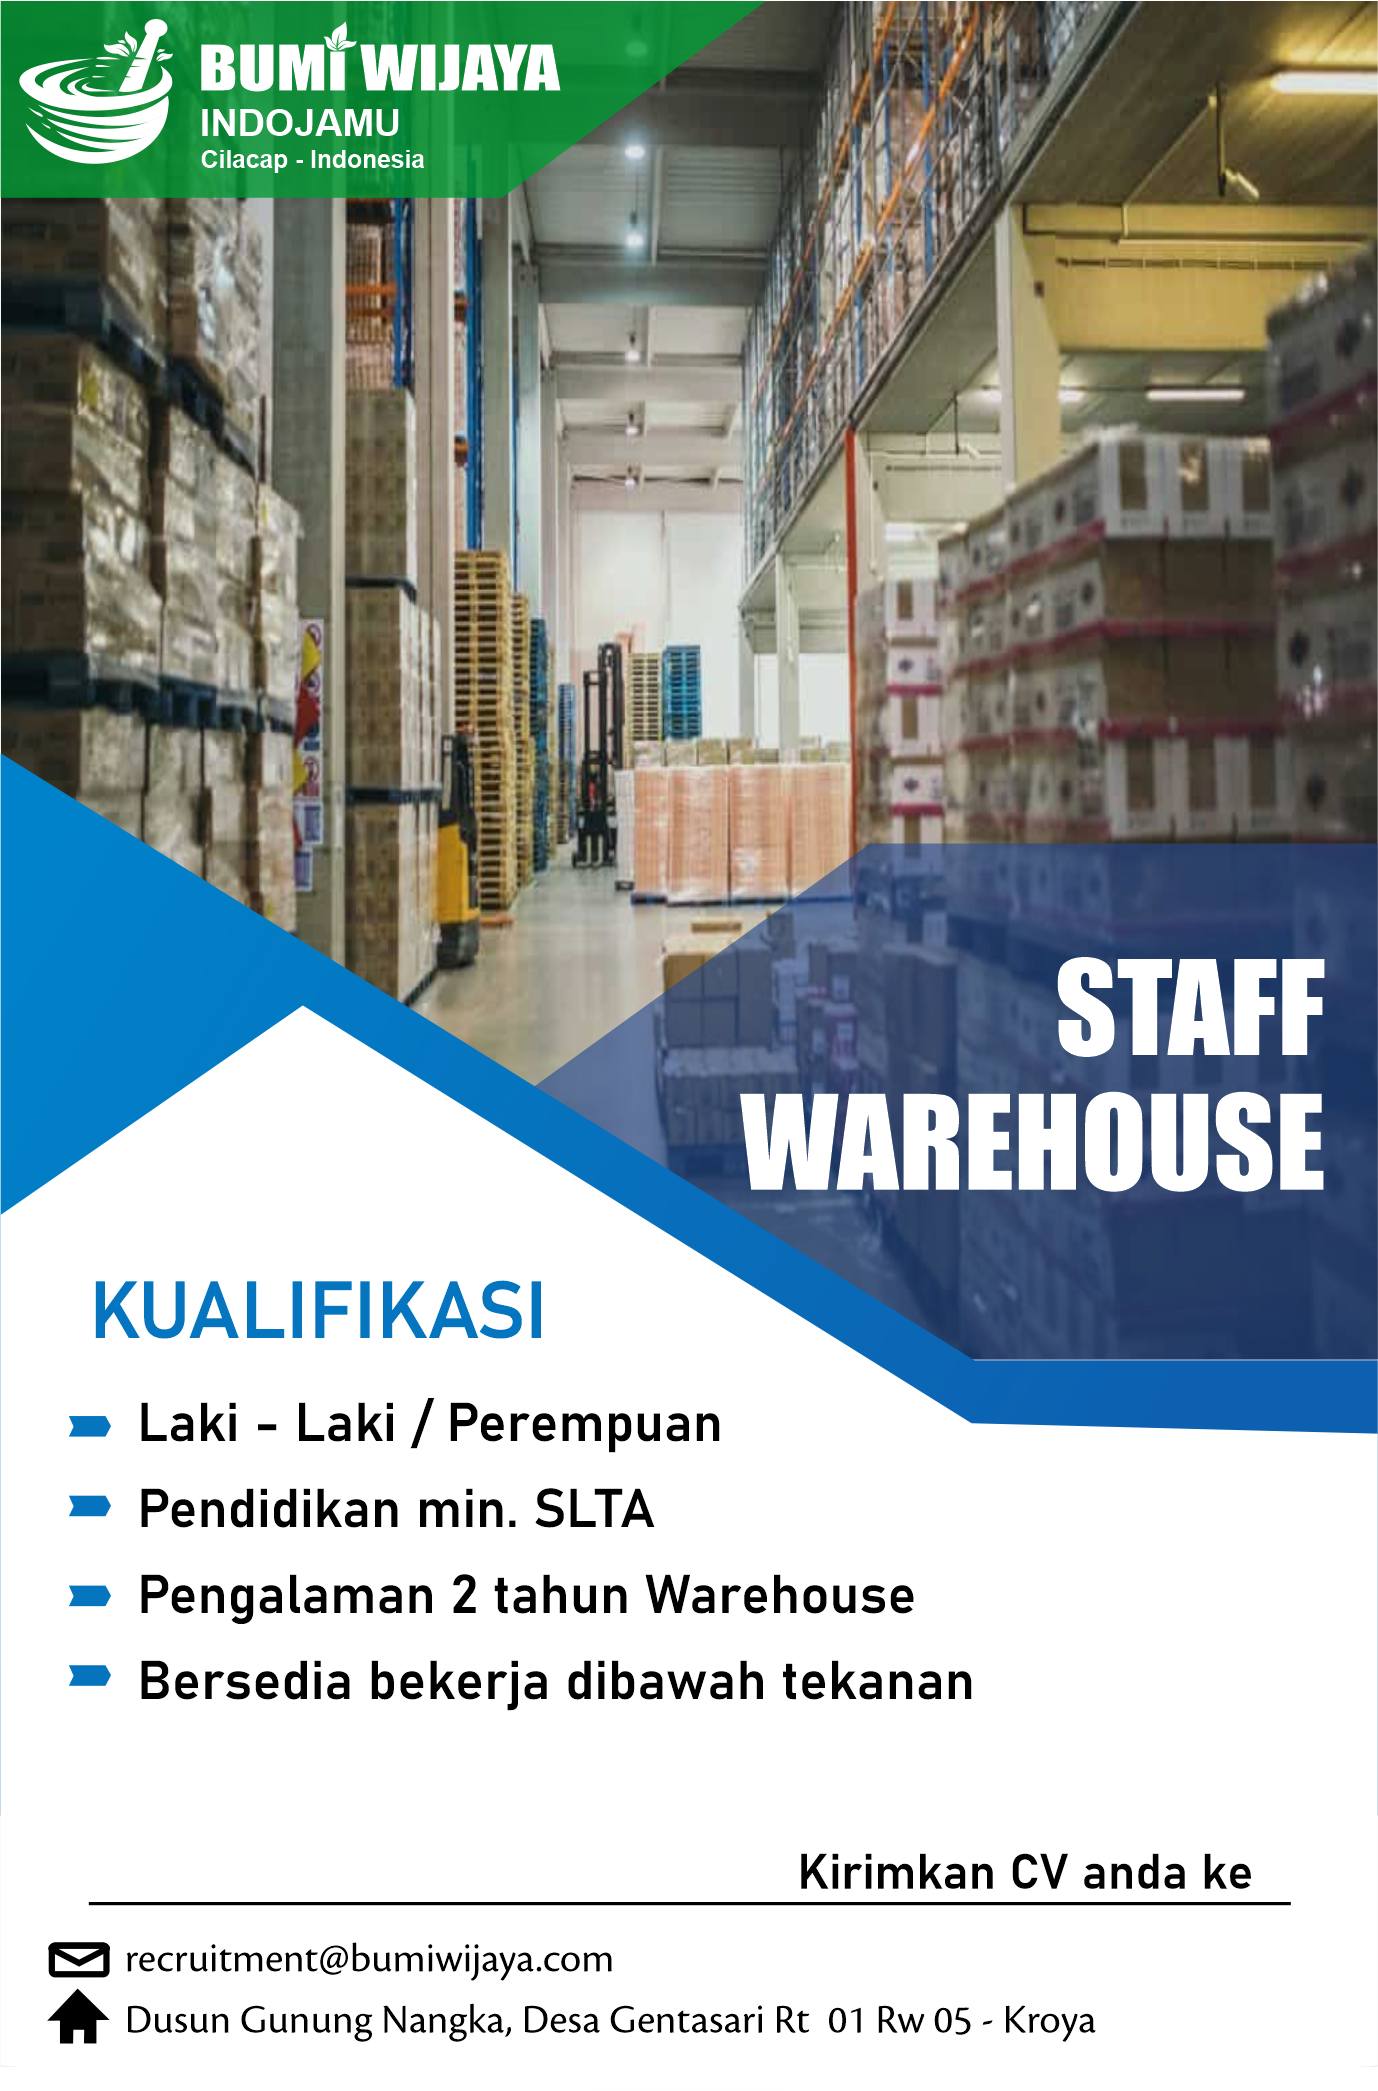 BUMI WIJAYA
INDOJAMU
Cilacap - Indonesia
STAFF
WAREHOUSE
KUALIFIKASI
Laki - Laki / Perempuan
Pendidikan min. SLTA
Pengalaman 2 tahun Warehouse
Bersedia bekerja dibawah tekanan
Kirimkan CV anda ke
recruitment@bumiwijaya.com
Dusun Gunung Nangka, Desa Gentasari Rt 01 Rw 05 - Kroya